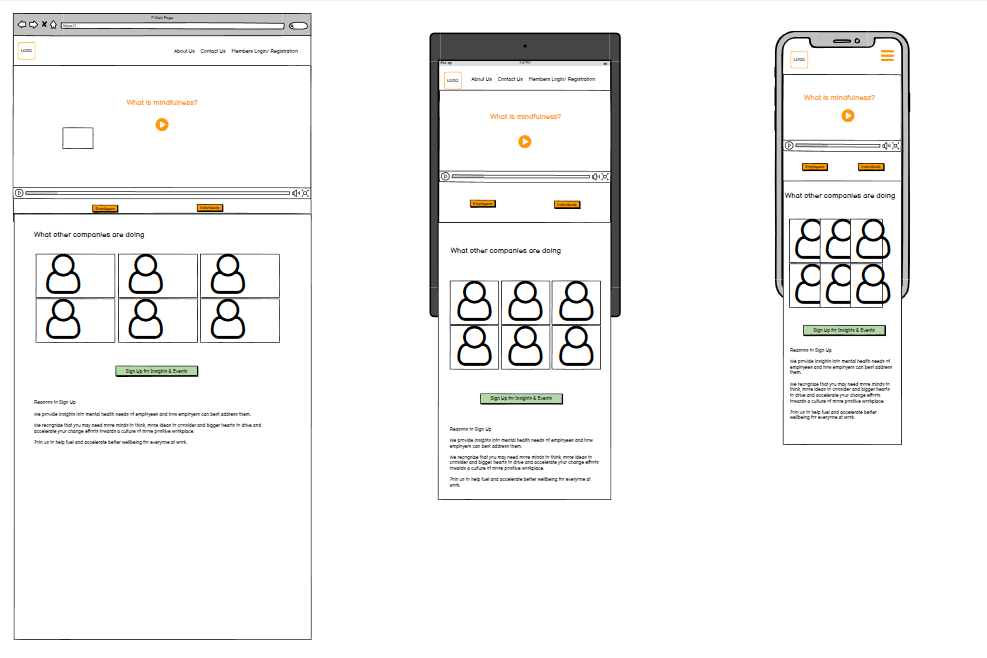 A Web Page
https://
LOGO
About Us Contact Us Members Login/ Registration
What is mindfulness?
Employers
Individuals
What other companies are doing
Sign Up for Insights & Events
Reasons to Sign Up
We provide insights into mental health needs of employees and how employers can best address them.
We recognize that you may need more minds to think, more ideas to consider and bigger hearts to drive and
accelerate your change efforts towards a culture of more positive workplace.
Join us to help fuel and accelerate better wellbeing for everyone at work.
LOGO
About Us Contact Us Members Login/ Registration
What is mindfulness?
Employers
Individuals
What other companies are doing
Sign Up for Insights & Events
Reasons to Sign Up
We provide insights into mental health needs of employees and how
employers can best address them.
We recognize that you may need more minds to think, more ideas to
consider and bigger hearts to drive and accelerate your change efforts
towards a culture of more positive workplace.
Join us to help fuel and accelerate better wellbeing for everyone at
work.
LOGO
What is mindfulness?
Employers
Individuals
What other companies are doing
Sign Up for Insights & Events
Reasons to Sign Up
We provide insights into mental health needs of
employees and how employers can best address
them.
We recognize that you may need more minds to
think, more ideas to consider and bigger hearts
to drive and accelerate your change efforts
towards a culture of more positive workplace.
Join us to help fuel and accelerate better
wellbeing for everyone at work.